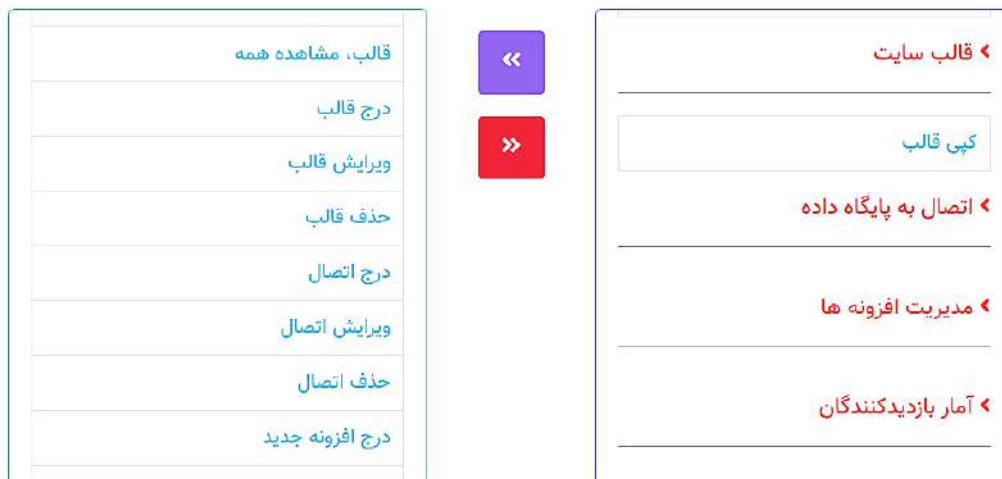 قالب سایت
کپی قالب
اتصال به پایگاه داده
مدیریت افزونه ها
آمار بازدیدکنندگان
قالب، مشاهده همه
درج قالب
ویرایش قالب
حذف قالب
درج اتصال
ویرایش اتصال
حذف اتصال
درج افزونه جدید